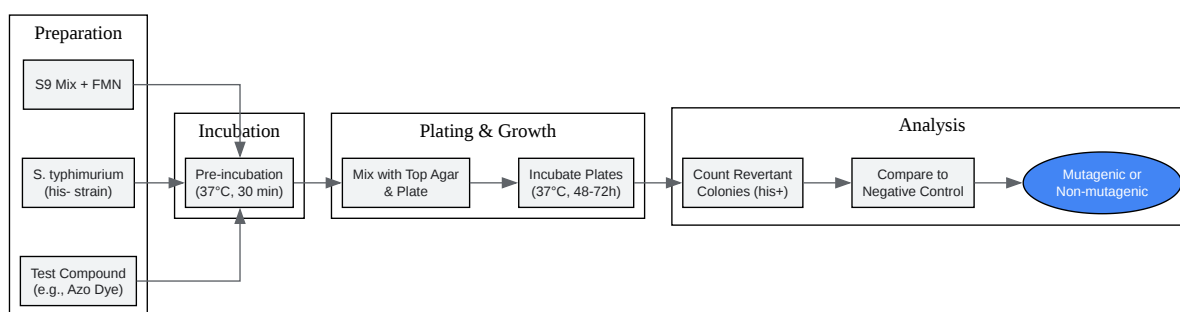 Preparation
S9 Mix + FMN
S. typhimurium
(his- strain)
Test Compound
(e.g., Azo Dye)
Incubation
Pre-incubation
(37°C, 30 min)
Plating & Growth
Mix with Top Agar
& Plate
Incubate Plates
(37°C, 48-72h)
Analysis
Count Revertant
Colonies (his+)
Compare to
Negative Control
Mutagenic or
Non-mutagenic